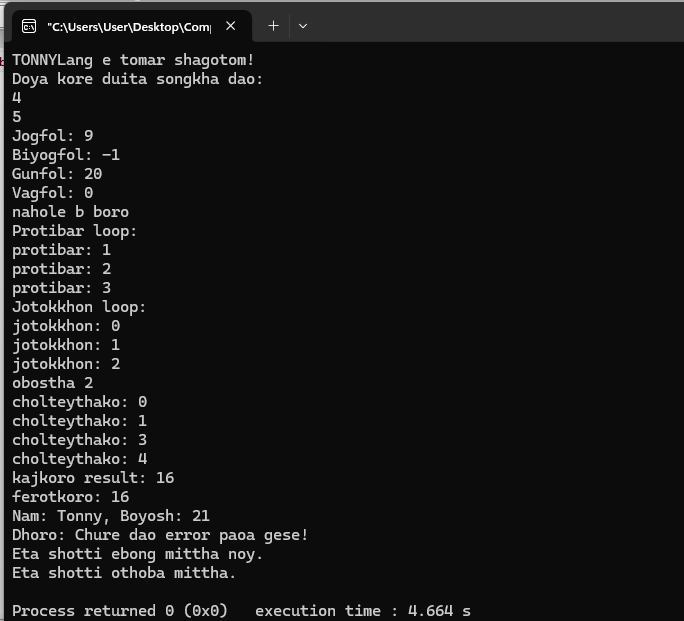 "C:\Users\User\Desktop\Comp
TONNYLang e tomar shagotom!
Doya kore duita songkha dao:
4
5
Jogfol: 9
Biyogfol: -1
Gunfol: 20
Vagfol: 0
nahole b boro
Protibar loop:
protibar: 1
protibar: 2
protibar: 3
Jotokkhon loop:
jotokkhon: 0
jotokkhon: 1
jotokkhon: 2
obostha 2
cholteythako: 0
cholteythako: 1
cholteythako: 3
cholteythako: 4
kajkoro result: 16
ferotkoro: 16
Nam: Tonny, Boyosh: 21
Dhoro: Chure dao error paoa gese!
Eta shotti ebong mittha noy.
Eta shotti othoba mittha.
Process returned 0 (0x0)   execution time : 4.664 s